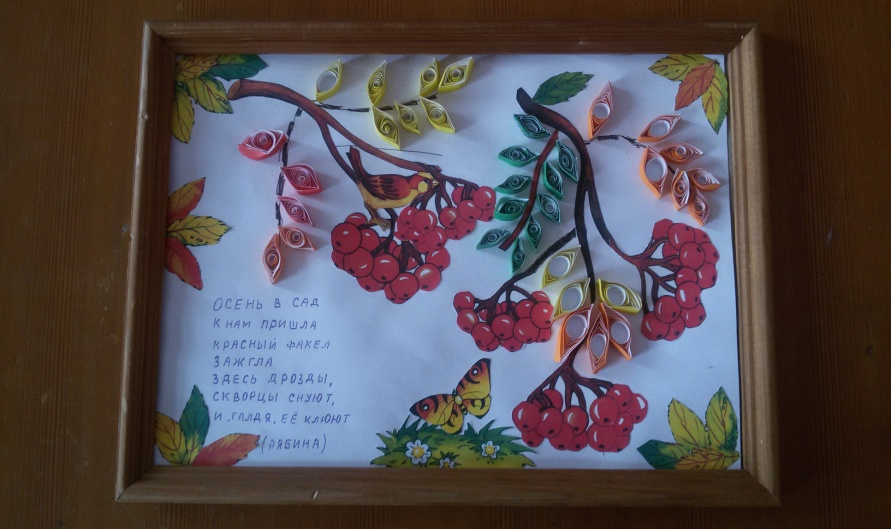 ОСЕНЬ В САД
К НАМ ПРИШЛА
КРАСНЫЙ ФАКЕЛ
ЗАЖГЛА
ЗДЕСЬ ДРОЗДЫ,
СКВОРЦЫ СНУЮТ,
И, ГАЛДЯ, ЕЁ КЛЮЮТ
(РЯБИНА)